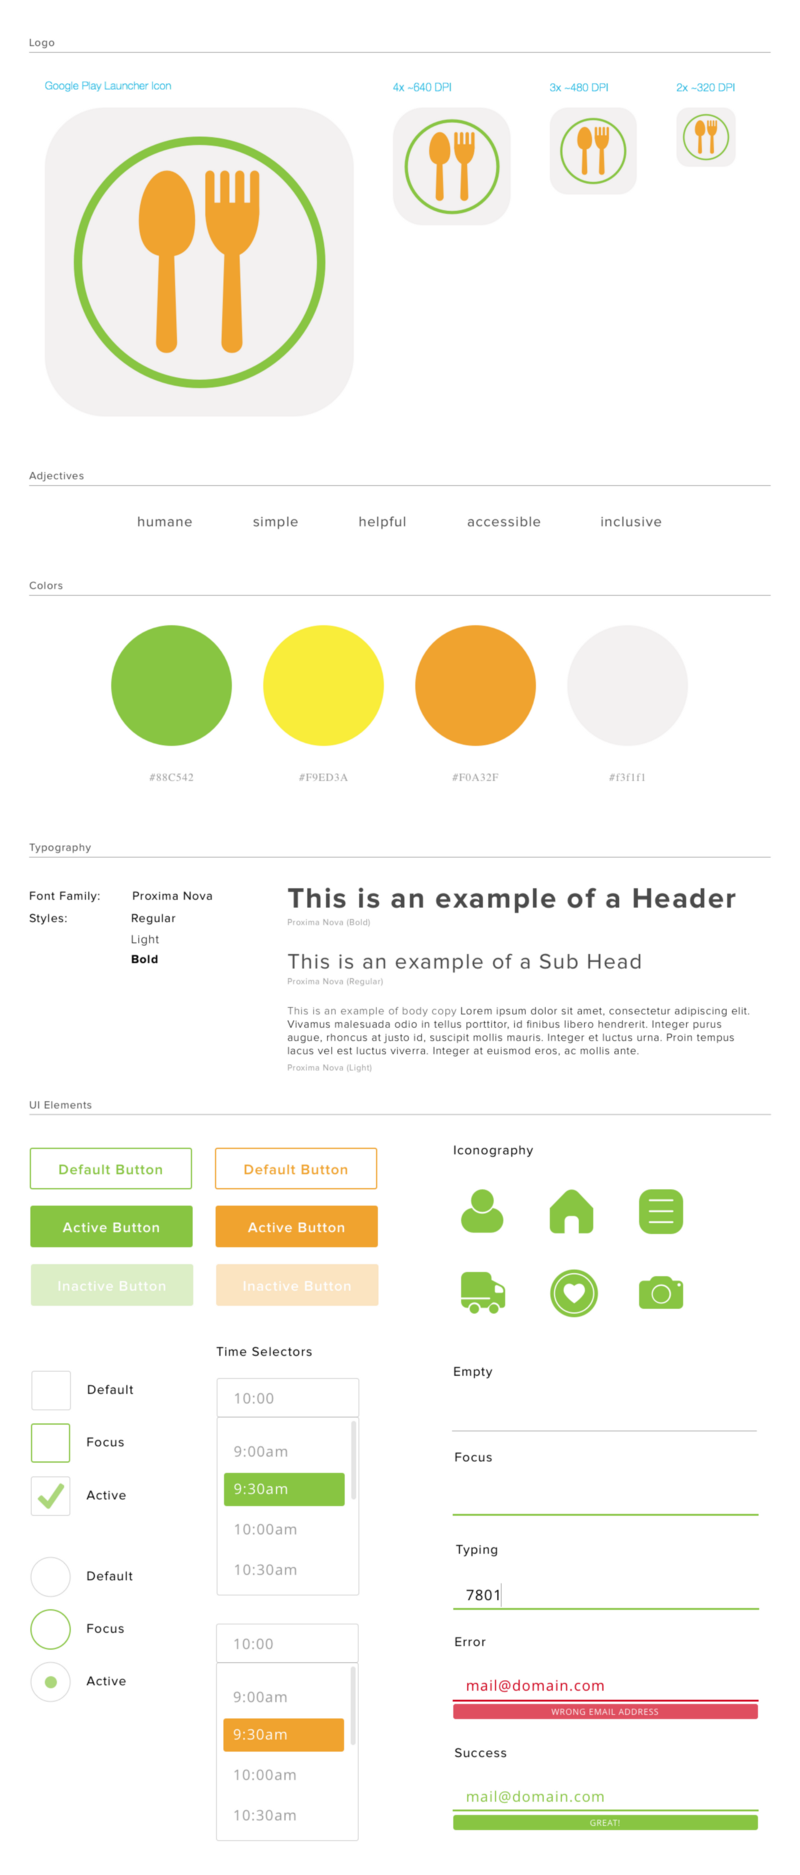 Logo
Google Play Launcher Icon
4x ~640 DPI
3x ~480 DPI
2x ~320 DPI
Adjectives
humane simple helpful accessible inclusive
Colors
#88C542 #F9ED3A #F0A32F #f3f1f1
Typography
Font Family: Proxima Nova
Styles: Regular
Light
Bold
This is an example of a Header
Proxima Nova (Bold)
This is an example of a Sub Head
Proxima Nova (Regular)
This is an example of body copy Lorem ipsum dolor sit amet, consectetur adipiscing elit.
Vivamus malesuada odio in tellus porttitor, id finibus libero hendrerit. Integer purus
augue, rhoncus at justo id, suscipit mollis mauris. Integer et luctus urna. Proin tempus
lacus vel est luctus viverra. Integer at euismod eros, ac mollis ante.
Proxima Nova (Light)
UI Elements
Default Button Default Button
Active Button Active Button
Inactive Button Inactive Button
Iconography
Default
Focus
Active
Default
Focus
Active
Time Selectors
10:00
9:00am
9:30am
10:00am
10:30am
10:00
9:00am
9:30am
10:00am
10:30am
Empty
Focus
Typing
7801
Error
mail@domain.com
WRONG EMAIL ADDRESS
Success
mail@domain.com
GREAT!